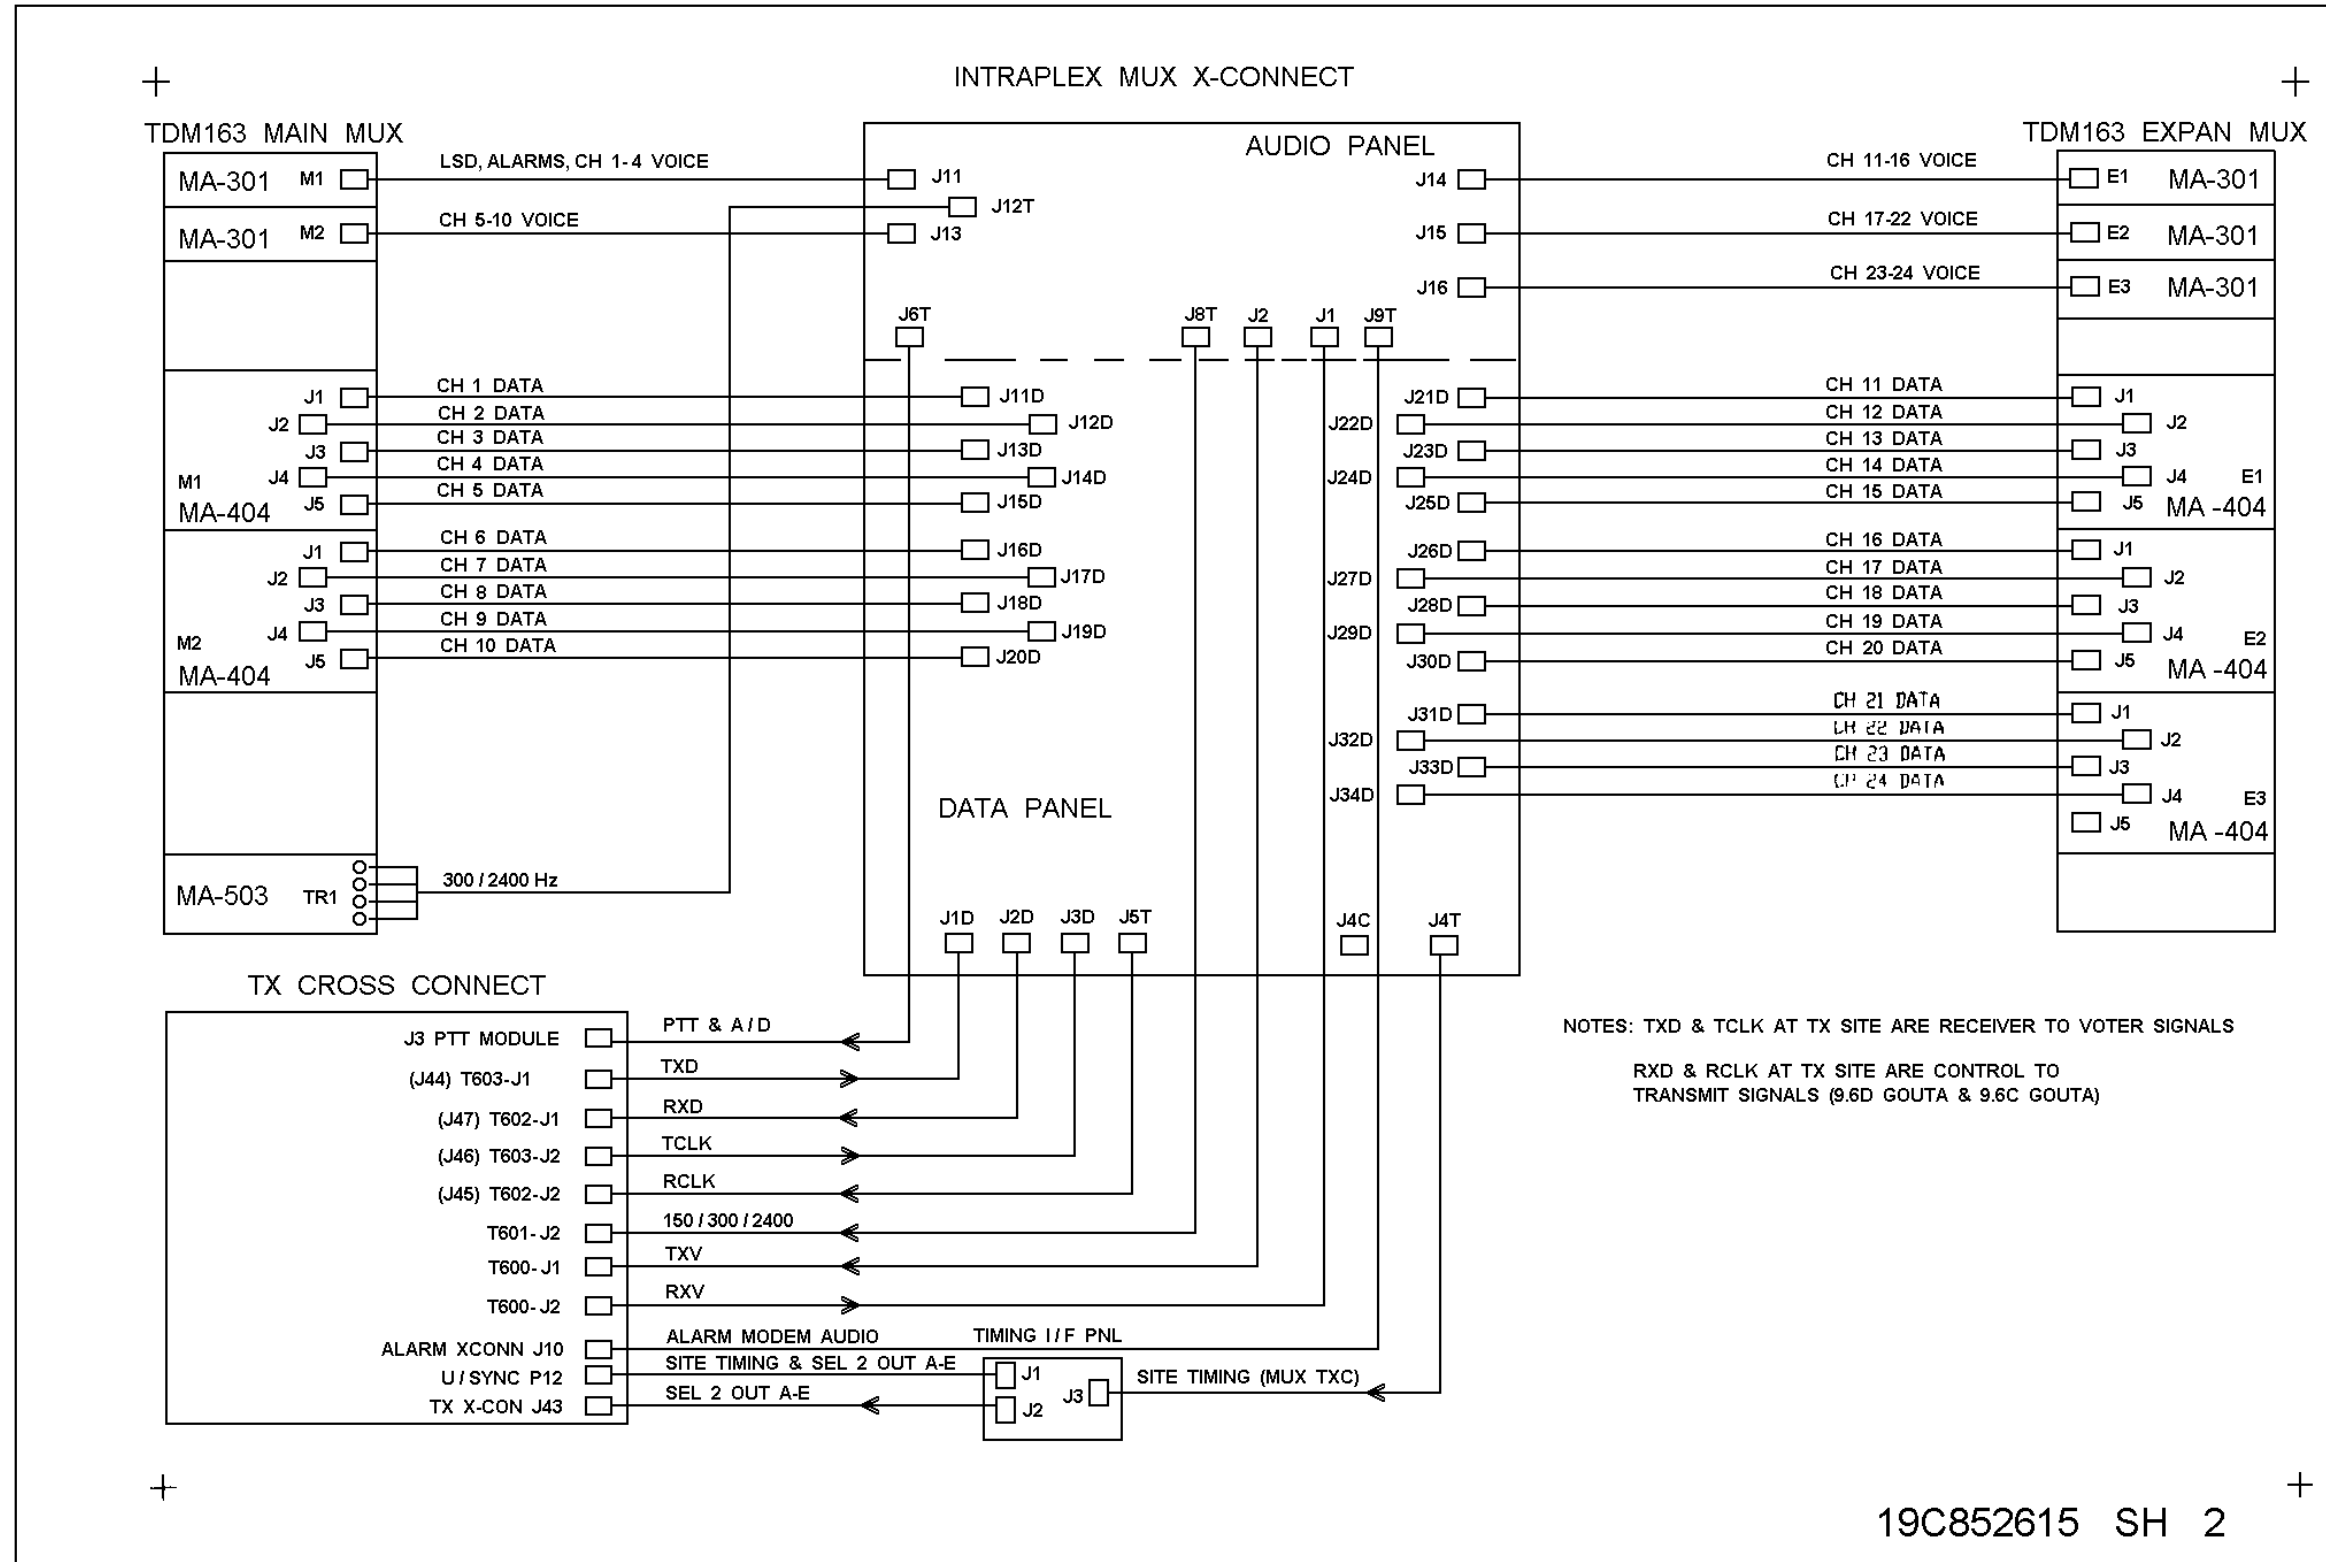 INTRAPLEX MUX X-CONNECT
TDM163 MAIN MUX
MA-301 M1
LSD, ALARMS, CH 1-4 VOICE
MA-301 M2
CH 5-10 VOICE
AUDIO PANEL
J11
J12T
J13
J14
J15
J16
J6T
J8T
J2
J1
J9T
TDM163 EXPAN MUX
CH 11-16 VOICE
E1 MA-301
CH 17-22 VOICE
E2 MA-301
CH 23-24 VOICE
E3 MA-301
J1
CH 1 DATA
J11D
J2
CH 2 DATA
J12D
J3
CH 3 DATA
J13D
J4
CH 4 DATA
J14D
J5
CH 5 DATA
J15D
M1
MA-404
J1
CH 6 DATA
J16D
J2
CH 7 DATA
J17D
J3
CH 8 DATA
J18D
J4
CH 9 DATA
J19D
J5
CH 10 DATA
J20D
M2
MA-404
J21D
CH 11 DATA
J1
J22D
CH 12 DATA
J2
J23D
CH 13 DATA
J3
J24D
CH 14 DATA
J4
J25D
CH 15 DATA
J5
E1
MA -404
J26D
CH 16 DATA
J1
J27D
CH 17 DATA
J2
J28D
CH 18 DATA
J3
J29D
CH 19 DATA
J4
J30D
CH 20 DATA
J5
E2
MA -404
J31D
CH 21 DATA
J1
J32D
CH 22 DATA
J2
J33D
CH 23 DATA
J3
J34D
24 DATA
J4
J5
E3
MA -404
DATA PANEL
MA-503 TR1
300 / 2400 Hz
J1D
J2D
J3D
J5T
J4C
J4T
TX CROSS CONNECT
J3 PTT MODULE
PTT & A / D
(J44) T603-J1
TXD
(J47) T602-J1
RXD
(J46) T603-J2
TCLK
(J45) T602-J2
RCLK
T601-J2
150 / 300 / 2400
T600-J1
TXV
T600-J2
RXV
ALARM XCONN J10
ALARM MODEM AUDIO
U / SYNC P12
SITE TIMING & SEL 2 OUT A-E
TX X-CON J43
SEL 2 OUT A-E
TIMING I / F PNL
J1
J2
J3
SITE TIMING (MUX TXC)
NOTES: TXD & TCLK AT TX SITE ARE RECEIVER TO VOTER SIGNALS
RXD & RCLK AT TX SITE ARE CONTROL TO
TRANSMIT SIGNALS (9.6D GOUTA & 9.6C GOUTA)
19C852615 SH 2